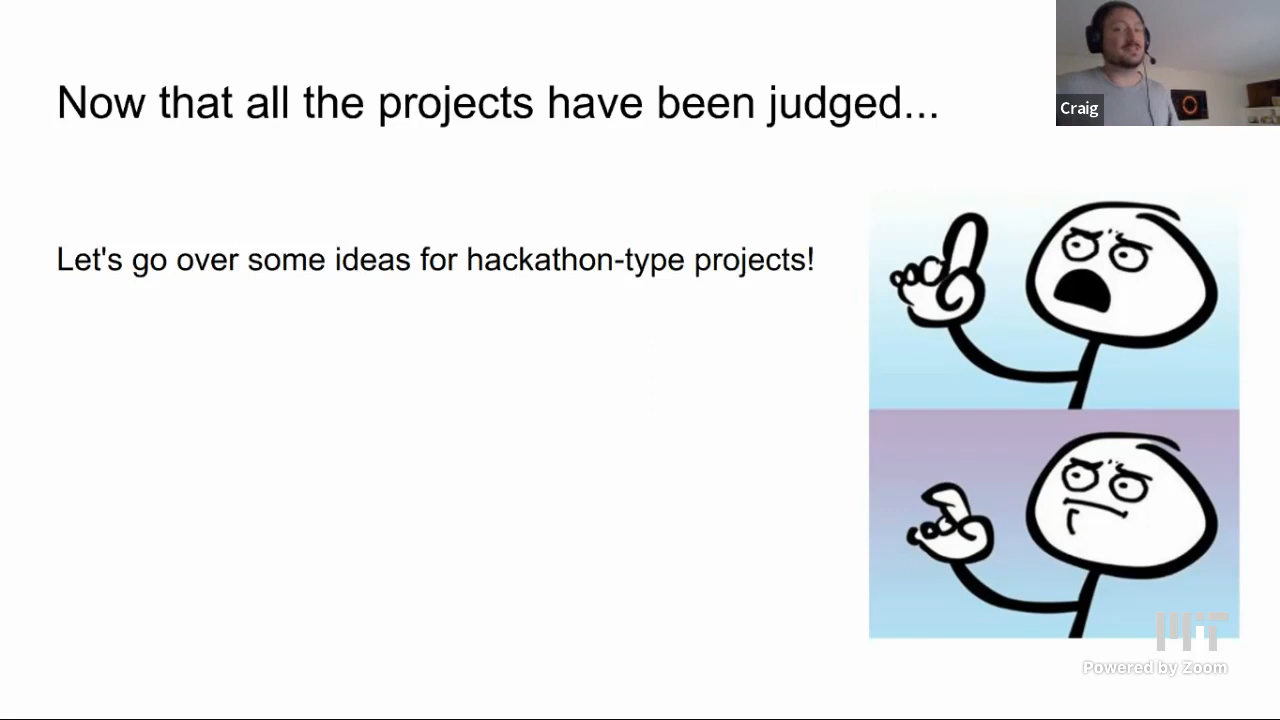 Now that all the projects have been judged...
Craig
Let's go over some ideas for hackathon-type projects!
MIT
Powered by Zoom